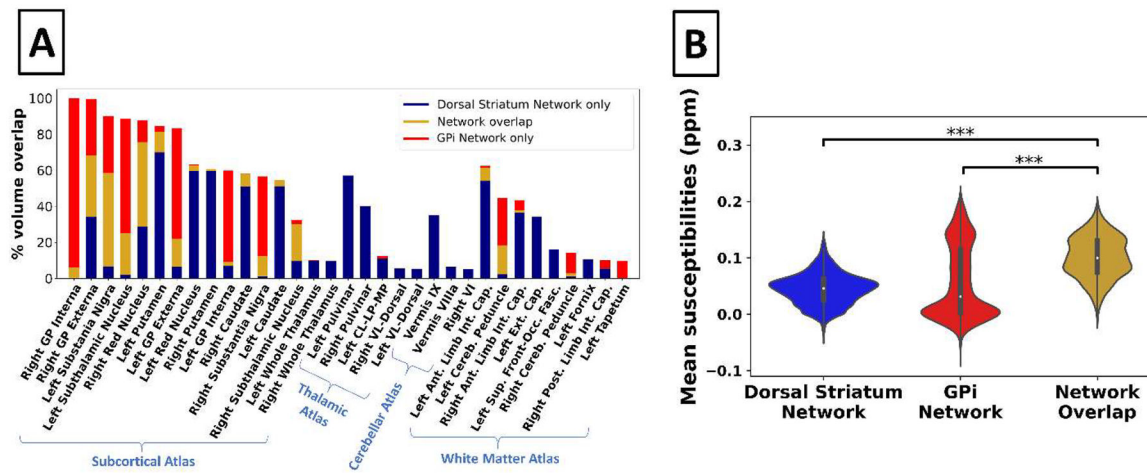 A
B
% volume overlap
100
80
60
40
20
0
Dorsal Striatum Network only
Network overlap
GPi Network only
Right GP Interna
Right GP Externa
Left Substania Nigra
Left Subthalamic Nucleus
Right Red Nucleus
Left Putamen
Left GP Externa
Left Red Nucleus
Right Putamen
Left GP Interna
Right Caudate
Right Substania Nigra
Left Caudate
Right Subthalamic Nucleus
Left Whole Thalamus
Right Whole Thalamus
Left Pulvinar
Right Pulvinar
Left CL-LP-MP
Right VL-Dorsal
Left VL-Dorsal
Vermis IX
Vermis VIIIa
Right VI
Left Ant. Limb Int. Cap.
Left Cereb. Peduncle
Right Ant. Limb Int. Cap.
Left Ext. Cap.
Left Sup. Front.-Occ. Fasc.
Right Cereb. Peduncle
Left Fornix
Right Post. Limb Int. Cap.
Left Tapetum
Subcortical Atlas
Thalamic
Atlas
Cerebellar Atlas
White Matter Atlas
Mean susceptibilities (ppm)
0.3
0.2
0.1
0.0
−0.1
***
***
Dorsal Striatum
Network
GPi
Network
Network
Overlap